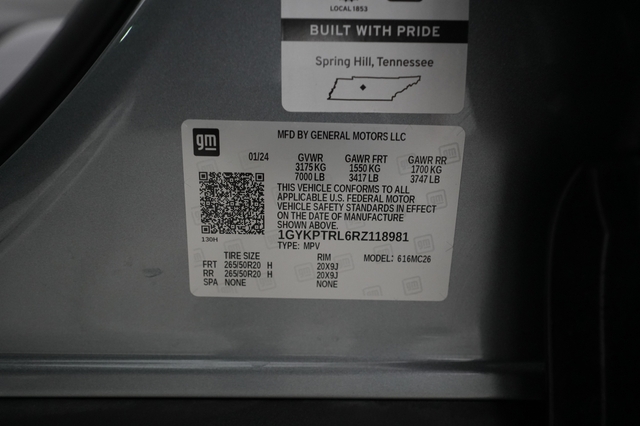 LOCAL 1853
BUILT WITH PRIDE
Spring Hill, Tennessee
gm
MFD BY GENERAL MOTORS LLC
01/24 GVWR GAWR FRT GAWR RR
3175 KG 1550 KG 1700 KG
7000 LB 3417 LB 3747 LB
THIS VEHICLE CONFORMS TO ALL
APPLICABLE U.S. FEDERAL MOTOR
VEHICLE SAFETY STANDARDS IN EFFECT
ON THE DATE OF MANUFACTURE
SHOWN ABOVE.
130H
1GYKPTRL6RZ118981
TYPE: MPV
TIRE SIZE RIM MODEL: 616MC26
FRT 265/50R20 H 20X9J
RR 265/50R20 H 20X9J
SPA NONE NONE